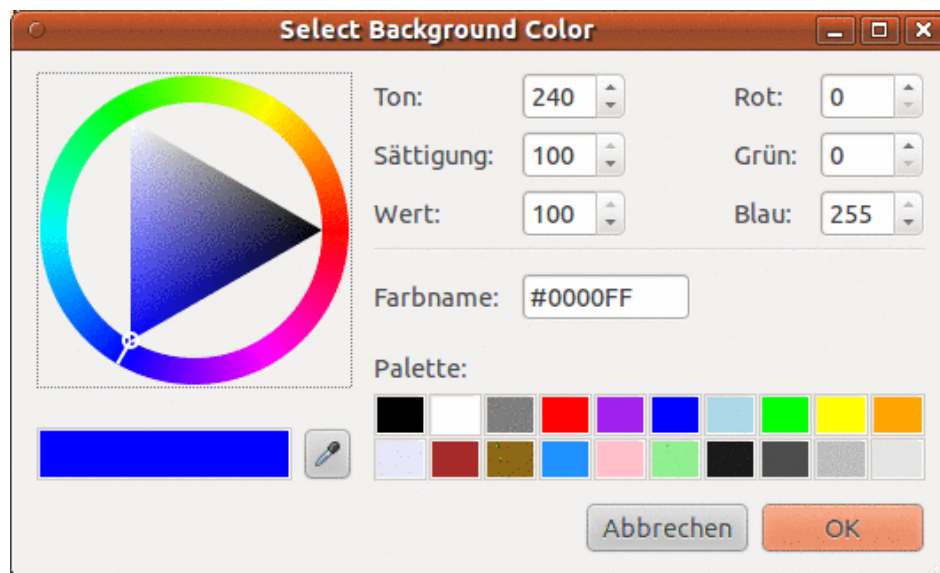 Select Background Color
Ton: 240 Rot: 0
Sättigung: 100 Grün: 0
Wert: 100 Blau: 255
Farbname: #0000FF
Palette:
Abbrechen OK